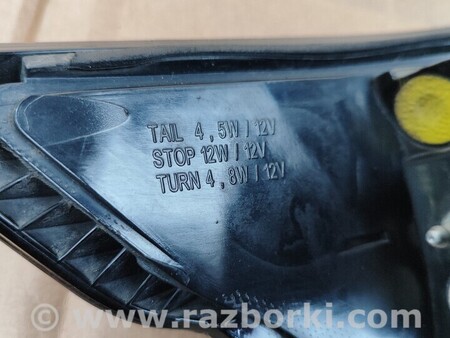 TAIL 4 , 5W / 12V
STOP 12W / 12V
TURN 4 , 8W / 12V
www.razborki.com